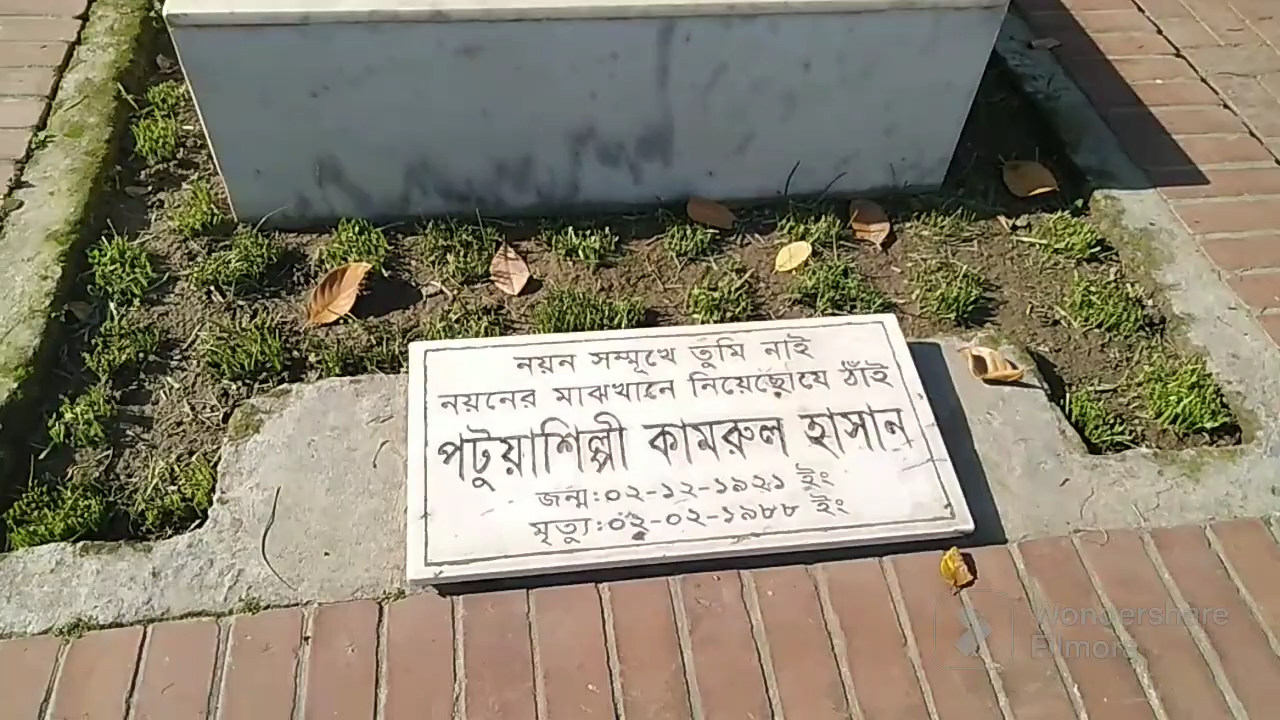 নয়ন সম্মুখে তুমি নাই
নয়নের মাঝখানে নিয়েছোযে ঠাঁই
পটুয়াশিল্পী কামরুল হাসান
জন্ম:০২-১২-১৯২১ ইং
মৃত্যু:০২-০২-১৯৮৮ ইং
Wondershare
Filmora